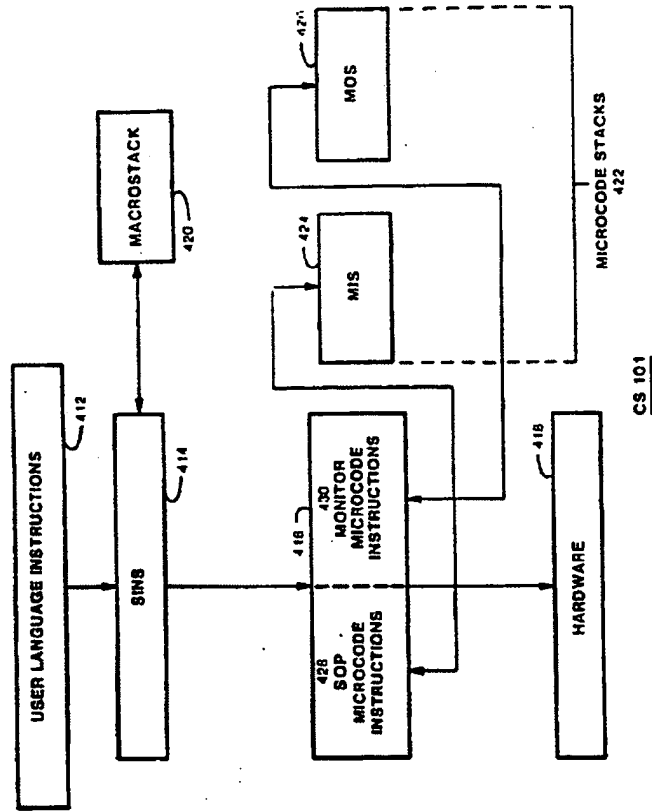 USER LANGUAGE INSTRUCTIONS
412
SINS
414
MACROSTACK
420
416
428
SOP
MICROCODE
INSTRUCTIONS
430
MONITOR
MICROCODE
INSTRUCTIONS
MIS
424
MOS
MICROCODE STACKS
422
HARDWARE
418
CS 101